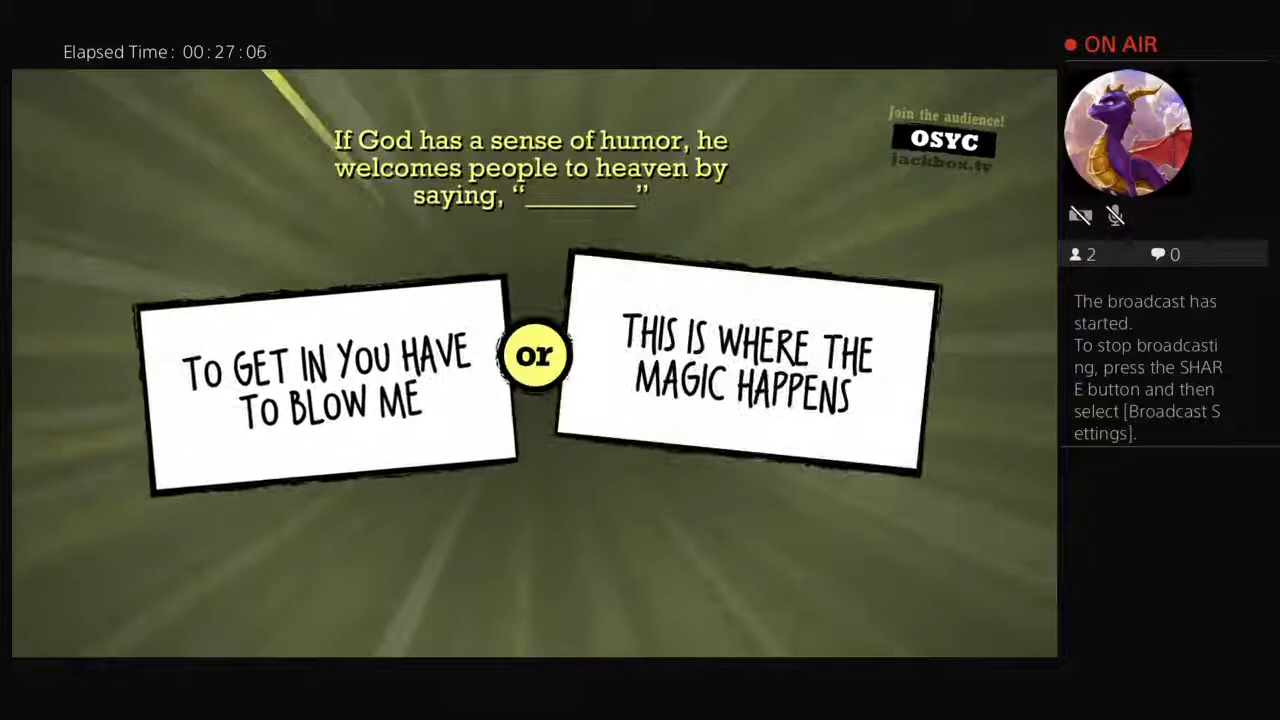 Elapsed Time: 00:27:06
ON AIR
If God has a sense of humor, he
welcomes people to heaven by
saying, “________”
Join the audience!
OSYC
jackbox.tv
TO GET IN YOU HAVE
TO BLOW ME
or
THIS IS WHERE THE
MAGIC HAPPENS
2
0
The broadcast has
started.
To stop broadcasti
ng, press the SHAR
E button and then
select [Broadcast S
ettings].